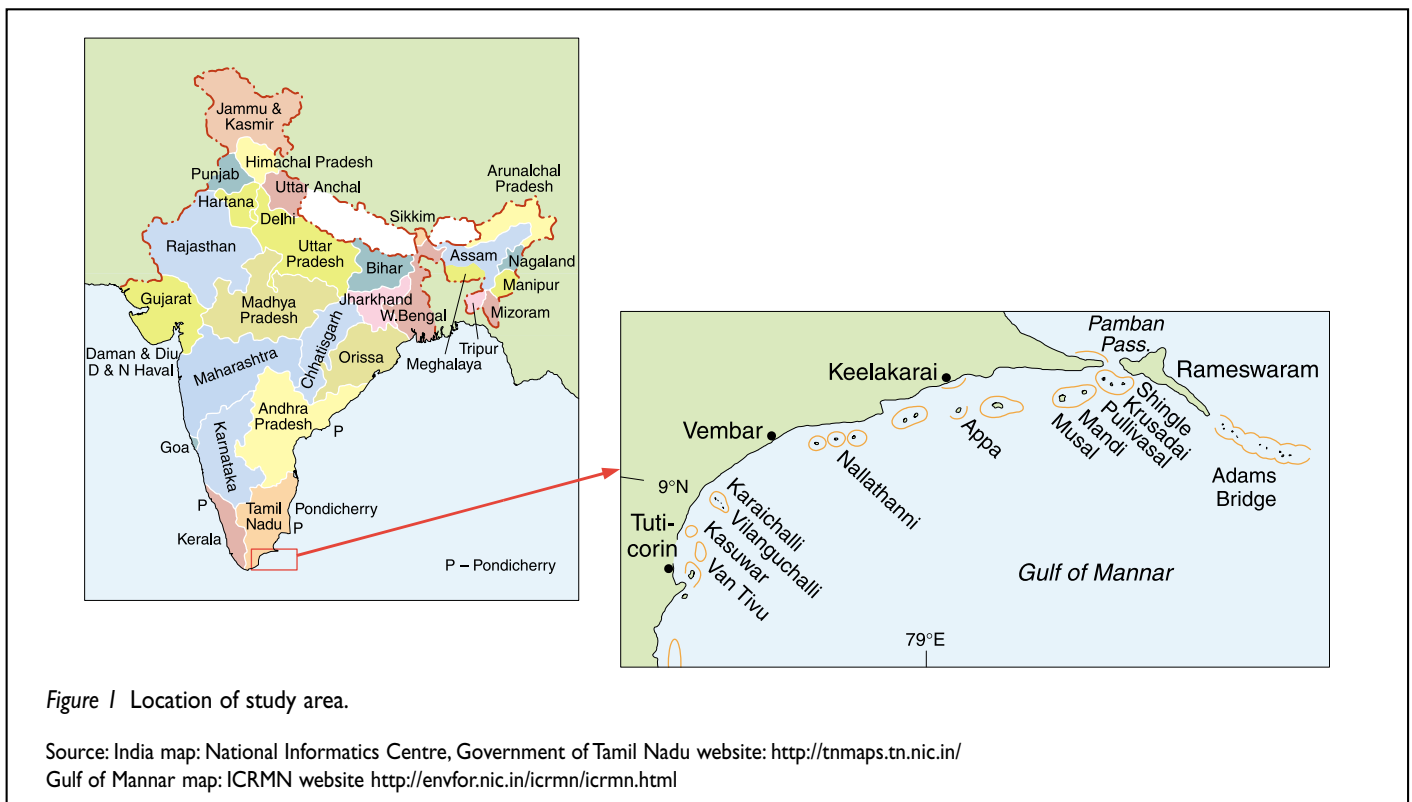 Jammu &
Kasmir
Himachal Pradesh
Punjab
Uttar Anchal
Arunalchal
Pradesh
Hartana
Delhi
Sikkim
Rajasthan
Uttar
Pradesh
Assam
Bihar
Nagaland
Manipur
Gujarat
Madhya
Pradesh
Jharkhand
W.Bengal
Mizoram
Tripur
Meghalaya
Daman & Diu
D & N Haval
Maharashtra
Chhatisgarh
Orissa
Andhra
Pradesh
P
Goa
Karnataka
P
Tamil
Nadu
Pondicherry
P
Kerala
P – Pondicherry
Pamban
Pass.
Rameswaram
Keelakarai
Shingle
Krusadai
Pullivasal
Mandi
Musal
Appa
Vembar
Nallathanni
Adams
Bridge
9°N
Karaichalli
Vilanguchalli
Kasuwar
Van Tivu
Tuti-
corin
Gulf of Mannar
79°E
Figure 1 Location of study area.
Source: India map: National Informatics Centre, Government of Tamil Nadu website: http://tnmaps.tn.nic.in/
Gulf of Mannar map: ICRMN website http://envfor.nic.in/icrmn/icrmn.html